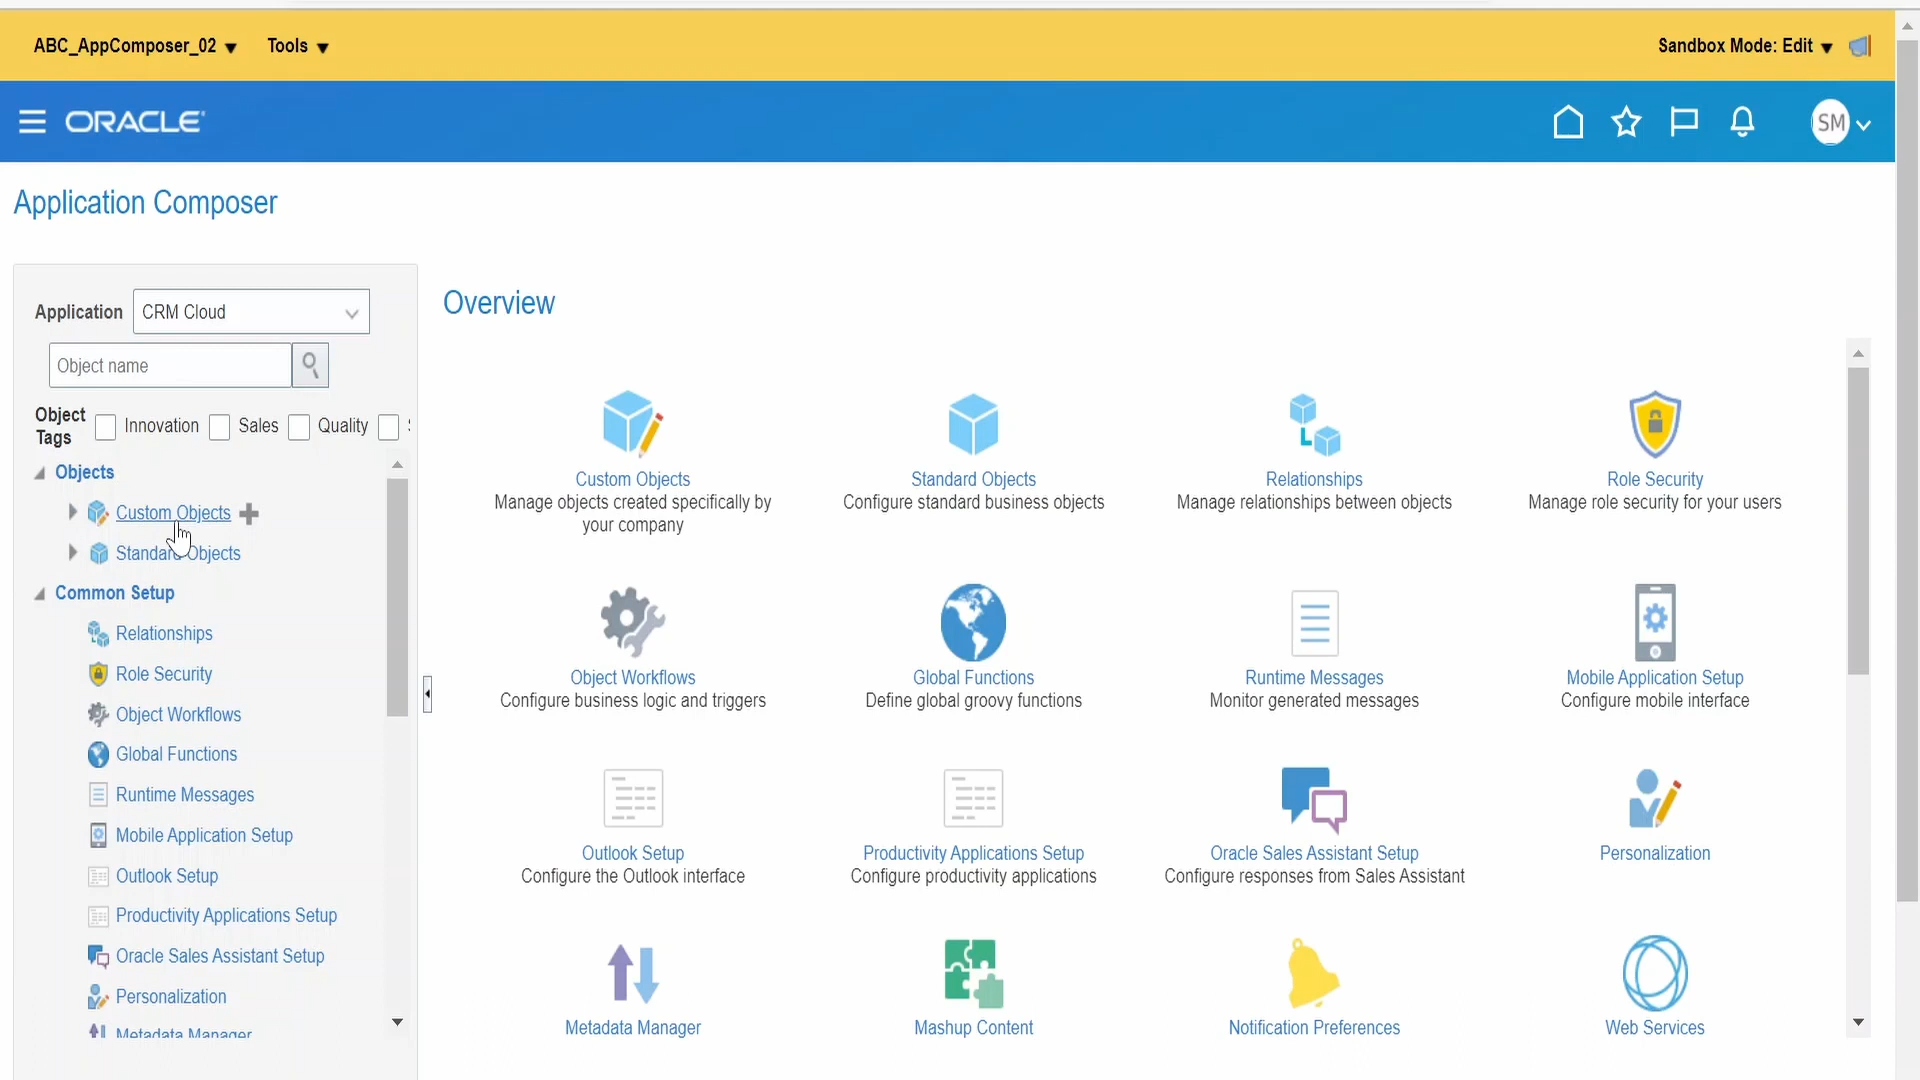 ABC_AppComposer_02
Tools
Sandbox Mode: Edit
ORACLE
SM
Application Composer
Application
CRM Cloud
Object name
Object Tags
Innovation
Sales
Quality
Objects
Custom Objects
Standard Objects
Common Setup
Relationships
Role Security
Object Workflows
Global Functions
Runtime Messages
Mobile Application Setup
Outlook Setup
Productivity Applications Setup
Oracle Sales Assistant Setup
Personalization
Metadata Manager
Overview
Custom Objects
Manage objects created specifically by
your company
Standard Objects
Configure standard business objects
Relationships
Manage relationships between objects
Role Security
Manage role security for your users
Object Workflows
Configure business logic and triggers
Global Functions
Define global groovy functions
Runtime Messages
Monitor generated messages
Mobile Application Setup
Configure mobile interface
Outlook Setup
Configure the Outlook interface
Productivity Applications Setup
Configure productivity applications
Oracle Sales Assistant Setup
Configure responses from Sales Assistant
Personalization
Metadata Manager
Mashup Content
Notification Preferences
Web Services